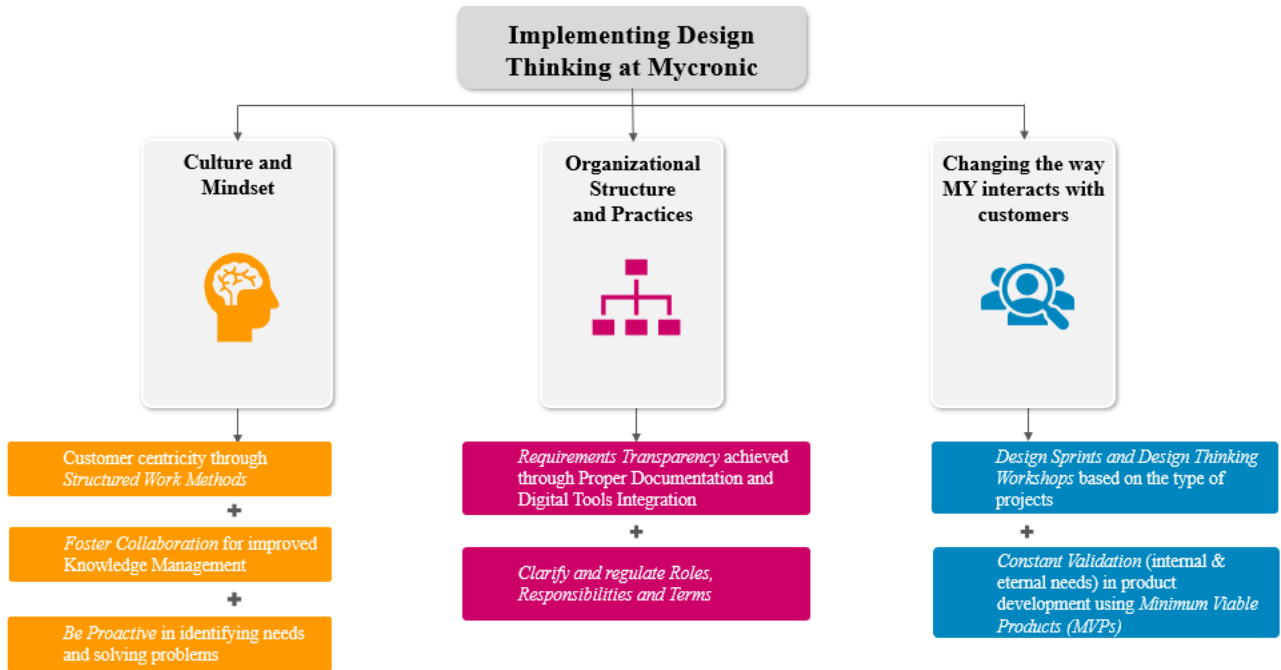 Implementing Design
Thinking at Mycronic
Culture and
Mindset
Organizational
Structure
and Practices
Changing the way
MY interacts with
customers
Customer centricity through
Structured Work Methods
+
Foster Collaboration for improved
Knowledge Management
+
Be Proactive in identifying needs
and solving problems
Requirements Transparency achieved
through Proper Documentation and
Digital Tools Integration
+
Clarify and regulate Roles,
Responsibilities and Terms
Design Sprints and Design Thinking
Workshops based on the type of
projects
+
Constant Validation (internal &
eternal needs) in product
development using Minimum Viable
Products (MVPs)